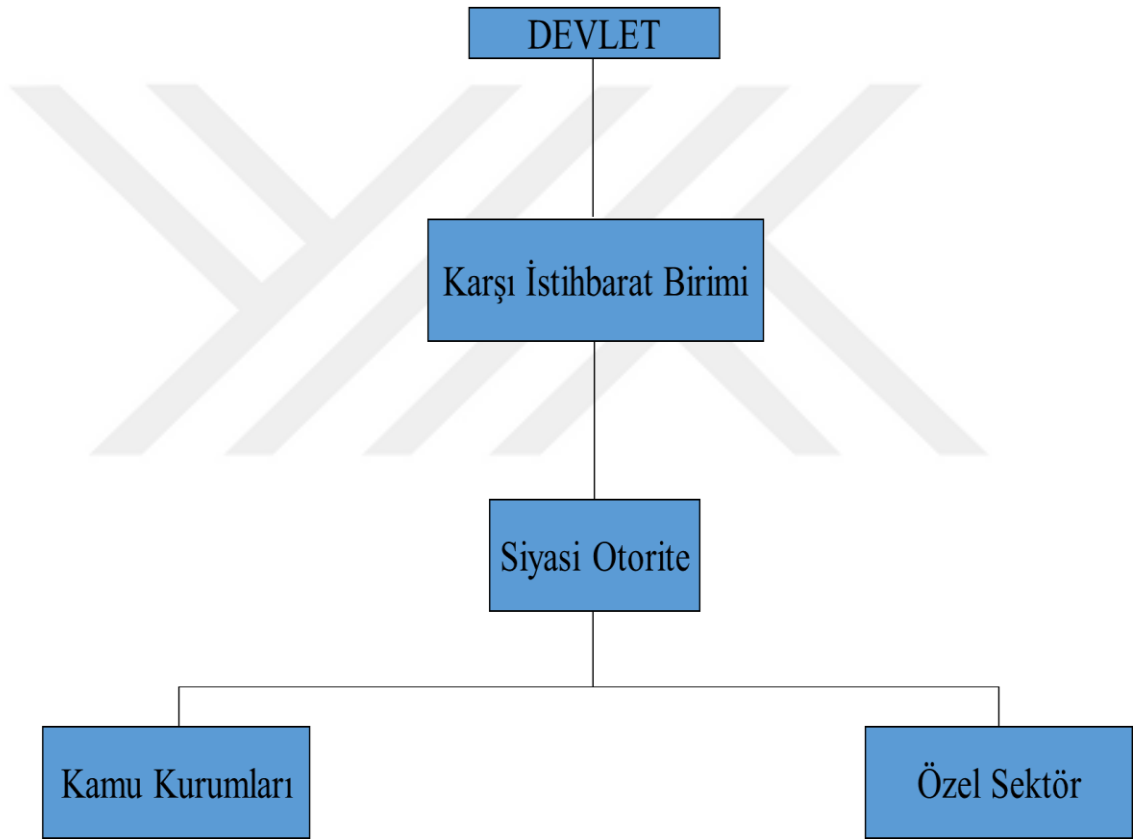 DEVLET
Karşı İstihbarat Birimi
Siyasi Otorite
Kamu Kurumları
Özel Sektör